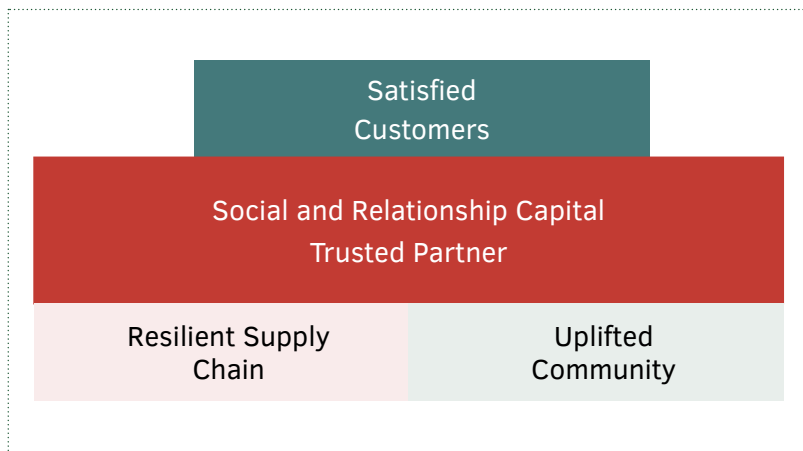 Satisfied
Customers
Social and Relationship Capital
Trusted Partner
Resilient Supply
Chain
Uplifted
Community